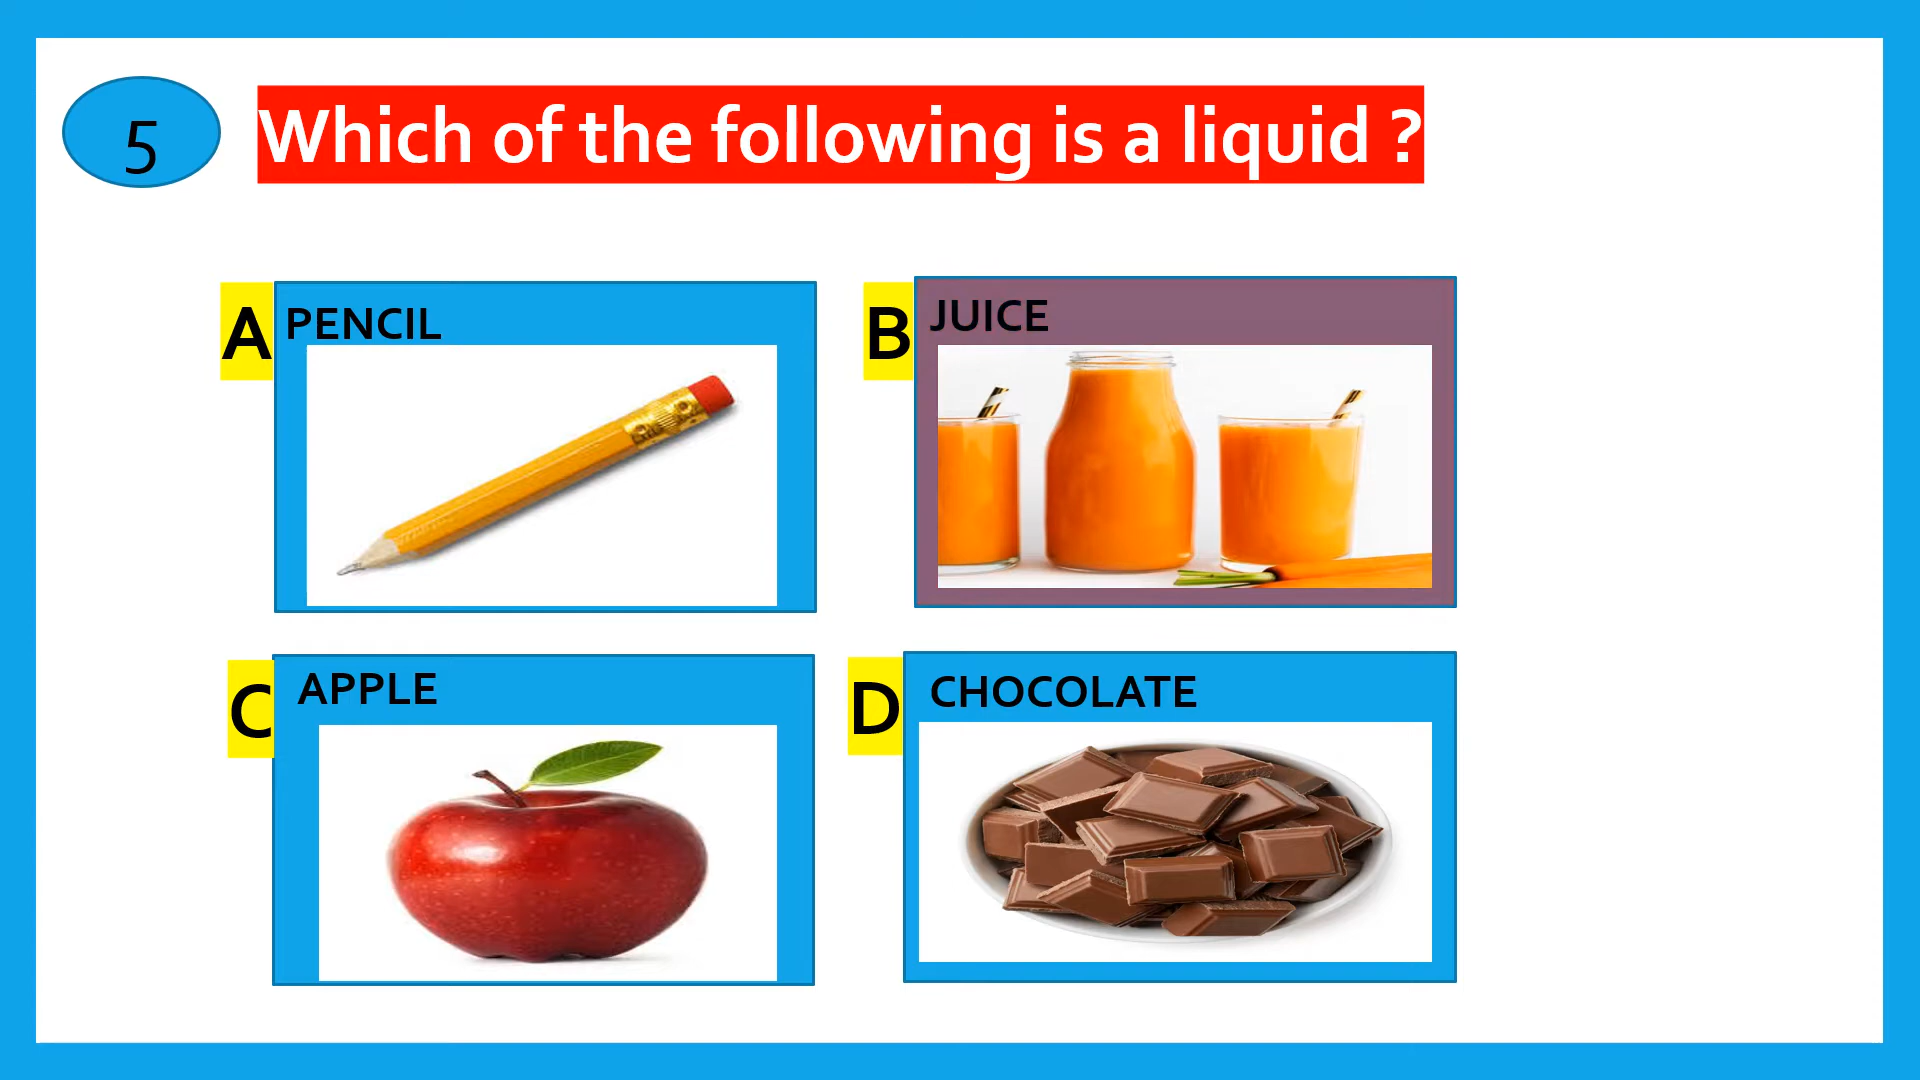 5
Which of the following is a liquid ?
A PENCIL
B JUICE
C APPLE
D CHOCOLATE